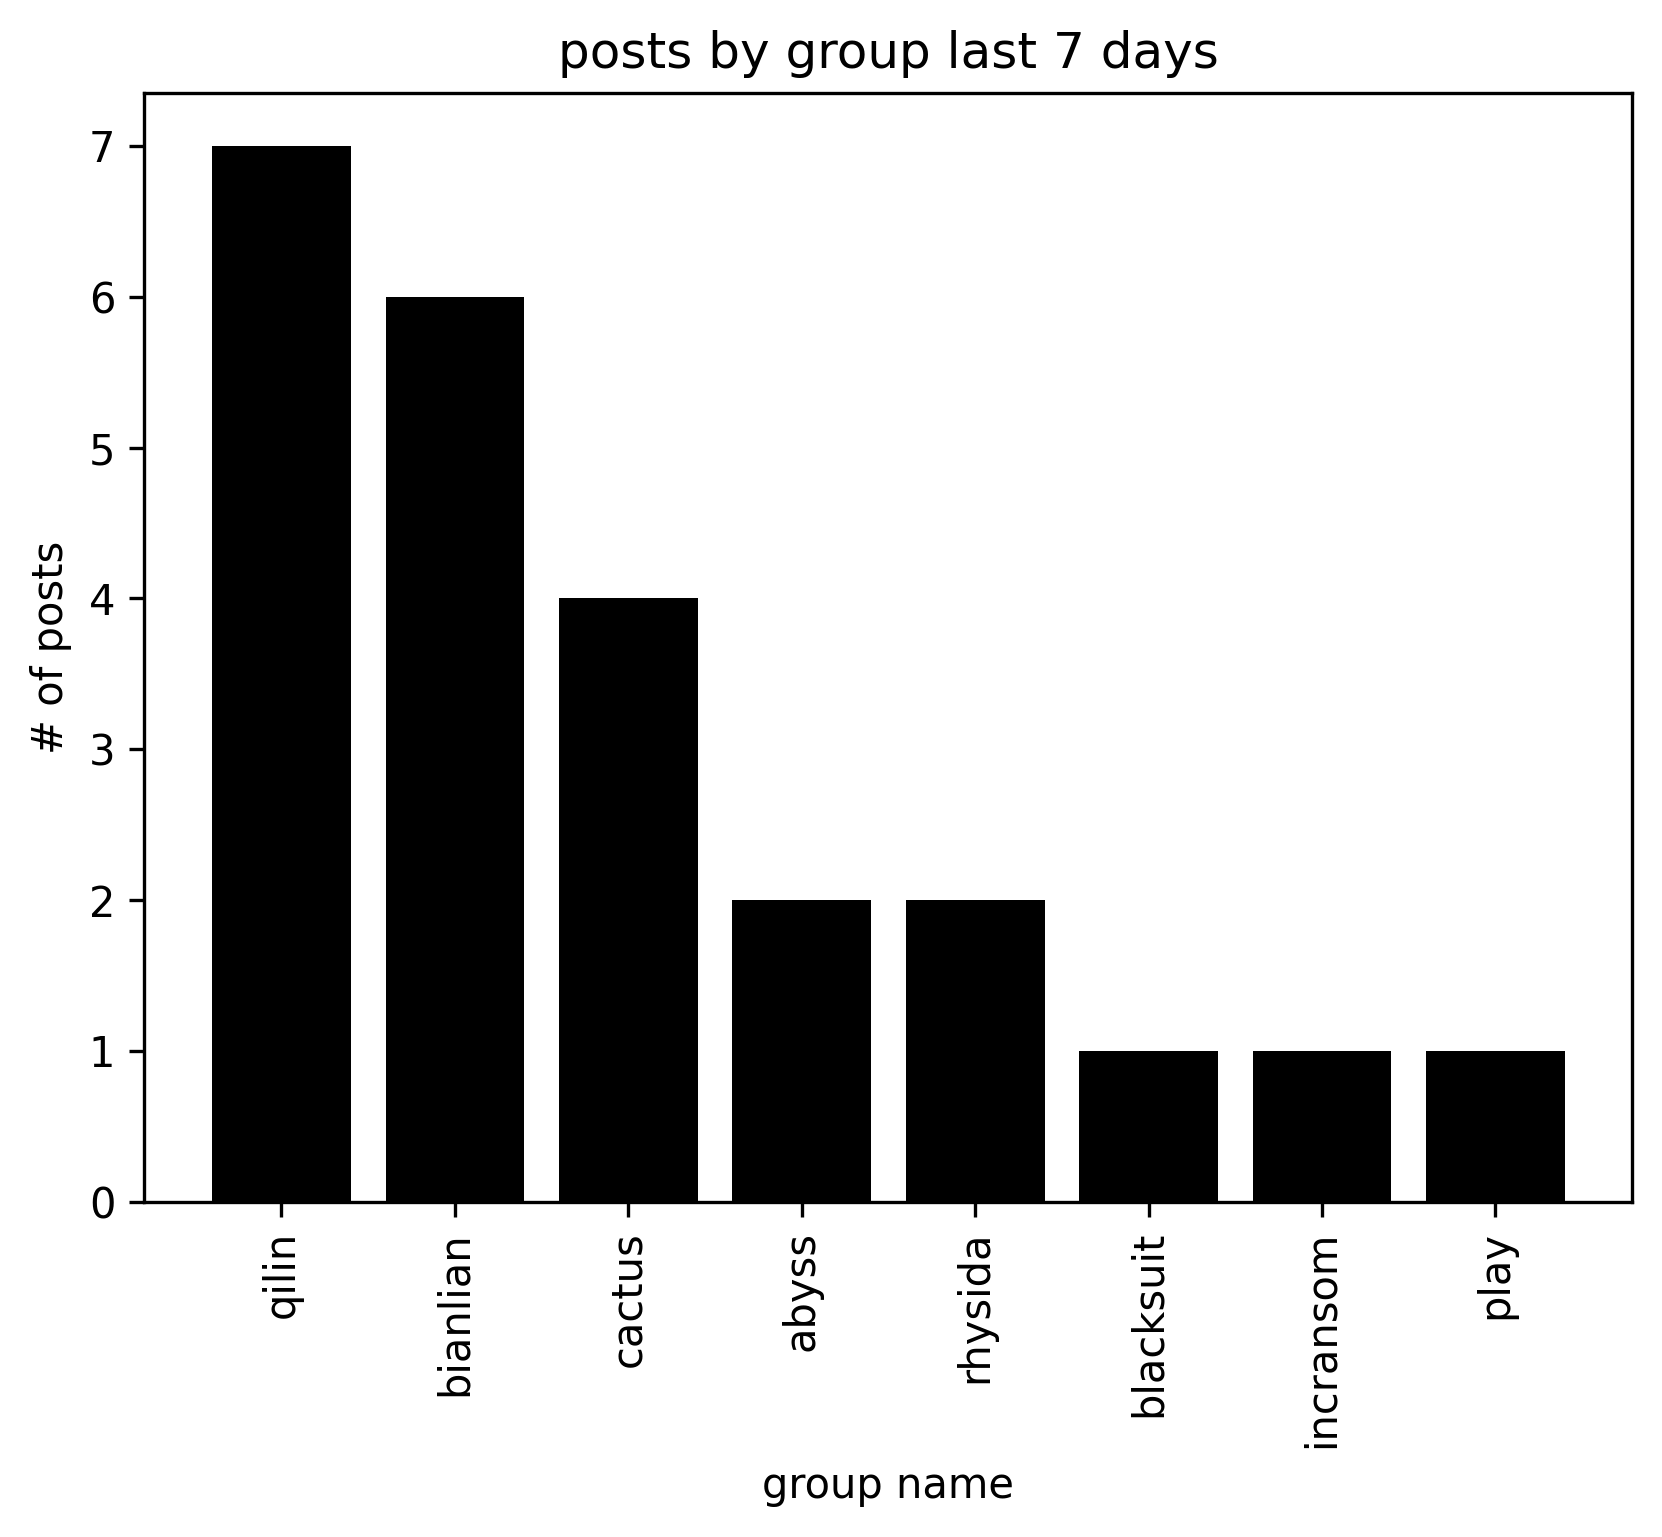 posts by group last 7 days
# of posts
7
6
5
4
3
2
1
0
qilin
bianlian
cactus
abyss
rhysida
blacksuit
incransom
play
group name